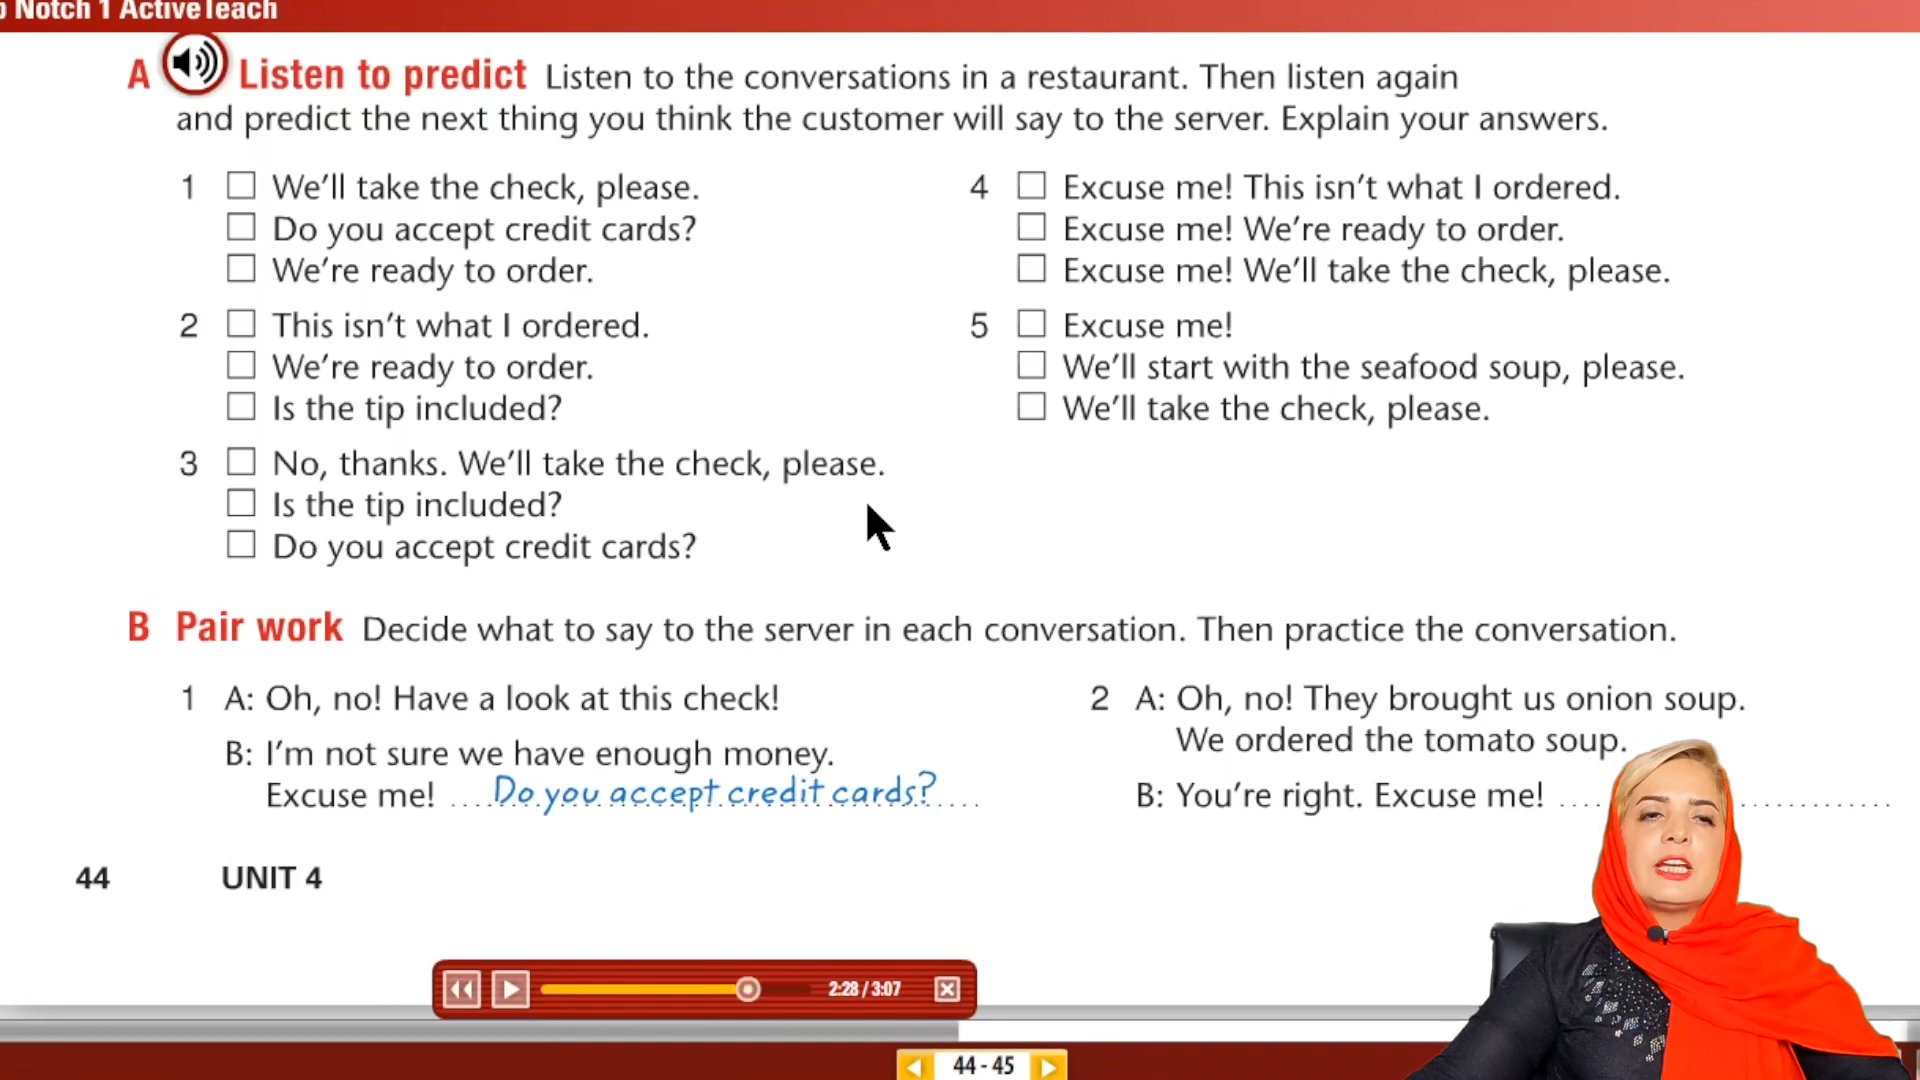 Notch 1 ActiveTeach
A Listen to predict Listen to the conversations in a restaurant. Then listen again
and predict the next thing you think the customer will say to the server. Explain your answers.
1 We'll take the check, please.
Do you accept credit cards?
We're ready to order.
2 This isn't what I ordered.
We're ready to order.
Is the tip included?
3 No, thanks. We'll take the check, please.
Is the tip included?
Do you accept credit cards?
4 Excuse me! This isn't what I ordered.
Excuse me! We're ready to order.
Excuse me! We'll take the check, please.
5 Excuse me!
We'll start with the seafood soup, please.
We'll take the check, please.
B Pair work Decide what to say to the server in each conversation. Then practice the conversation.
1 A: Oh, no! Have a look at this check!
B: I'm not sure we have enough money.
Excuse me! ....Do you accept credit cards?....
2 A: Oh, no! They brought us onion soup.
We ordered the tomato soup.
B: You're right. Excuse me! ................
44 UNIT 4
2:28 / 3:07
44 - 45